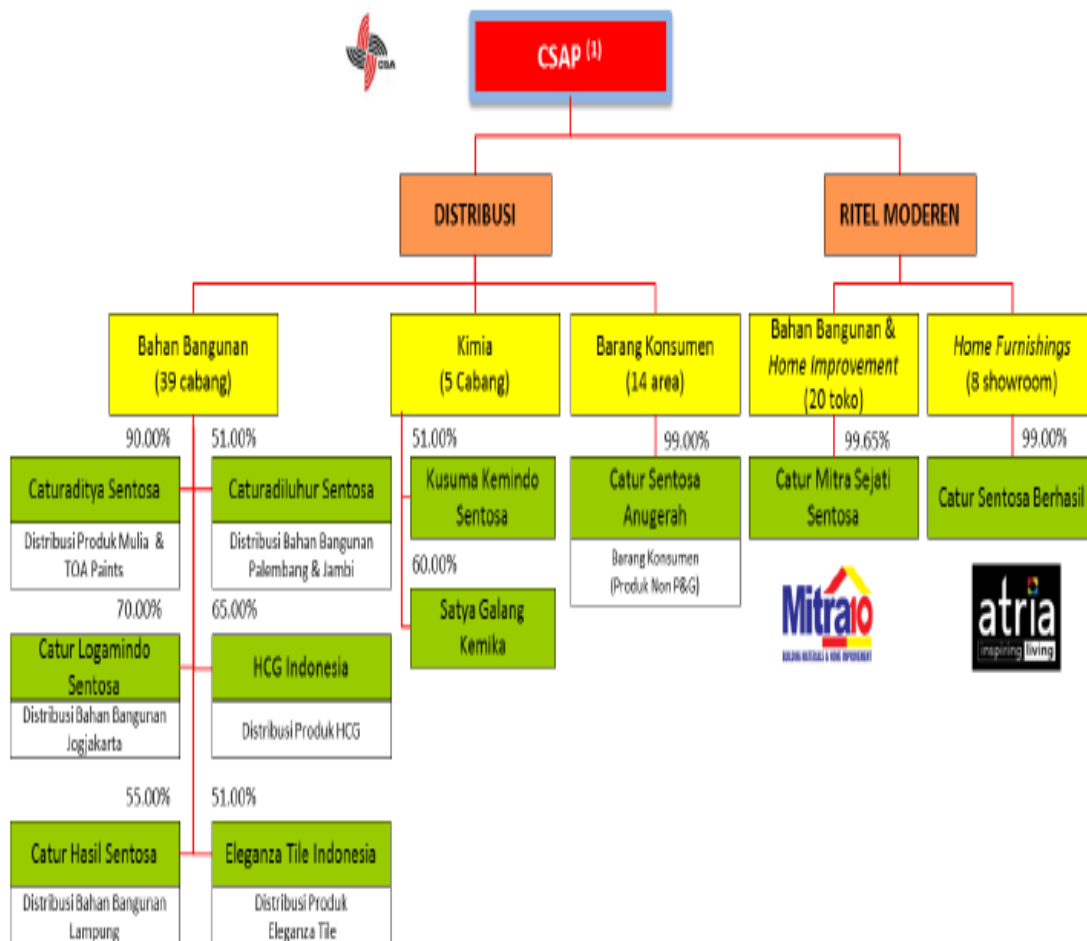 CSA
CSAP (1)
DISTRIBUSI
RITEL MODEREN
Bahan Bangunan
(39 cabang)
Kimia
(5 Cabang)
Barang Konsumen
(14 area)
Bahan Bangunan &
Home Improvement
(20 toko)
Home Furnishings
(8 showroom)
90.00%
51.00%
51.00%
99.00%
99.65%
99.00%
Caturaditya Sentosa
Distribusi Produk Mulia &
TOA Paints
Caturadiluhur Sentosa
Distribusi Bahan Bangunan
Palembang & Jambi
Kusuma Kemindo
Sentosa
Catur Sentosa
Anugerah
Barang Konsumen
(Produk Non P&G)
Catur Mitra Sejati
Sentosa
Catur Sentosa Berhasil
60.00%
Satya Galang
Kemika
Mitra10
BUILDING MATERIALS & HOME IMPROVEMENT
atria
inspiring living
70.00%
65.00%
Catur Logamindo
Sentosa
Distribusi Bahan Bangunan
Jogjakarta
HCG Indonesia
Distribusi Produk HCG
55.00%
51.00%
Catur Hasil Sentosa
Distribusi Bahan Bangunan
Lampung
Eleganza Tile Indonesia
Distribusi Produk
Eleganza Tile